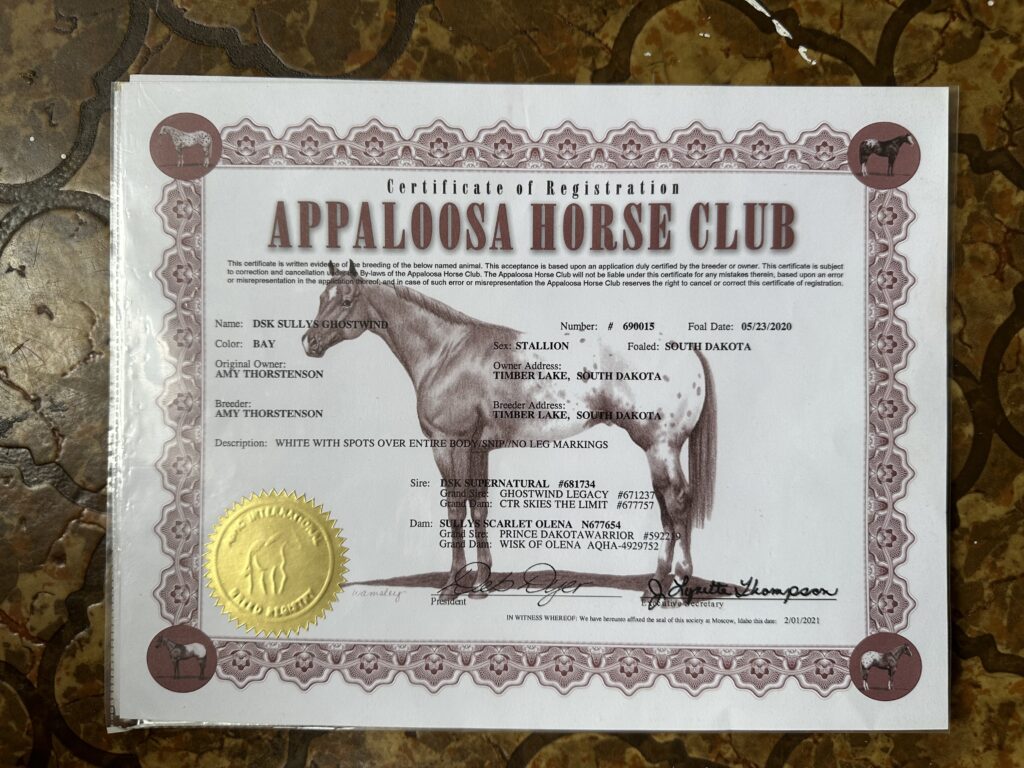 Certificate of Registration
APPALOOSA HORSE CLUB
This certificate is written evidence of the breeding of the below named animal. This acceptance is based upon an application duly certified by the breeder or owner. This certificate is subject
to correction and cancellation By-laws of the Appaloosa Horse Club. The Appaloosa Horse Club will not be liable under this certificate for any mistakes therein, based upon an error
or misrepresentation in the application thereof, and in case of such error or misrepresentation the Appaloosa Horse Club reserves the right to cancel or correct this certificate of registration.
Name: DSK SULLYS GHOSTWIND Number: # 690015 Foal Date: 05/23/2020
Color: BAY Sex: STALLION Foaled: SOUTH DAKOTA
Original Owner: Owner Address:
AMY THORSTENSON TIMBER LAKE, SOUTH DAKOTA
Breeder: Breeder Address:
AMY THORSTENSON TIMBER LAKE, SOUTH DAKOTA
Description: WHITE WITH SPOTS OVER ENTIRE BODY/SNIP//NO LEG MARKINGS
Sire: DSK SUPERNATURAL #681734
Grand Sire: GHOSTWIND LEGACY #671237
Grand Dam: CTR SKIES THE LIMIT #677757
Dam: SULLYS SCARLET OLENA N677654
Grand Sire: PRINCE DAKOTAWARRIOR #592219
Grand Dam: WISK OF OLENA AQHA-4929752
INTERNATIONAL
BREED REGISTRY
wamsley
Deb Dyer
President
J. Lynette Thompson
Executive Secretary
IN WITNESS WHEREOF: We have hereunto affixed the seal of this society at Moscow, Idaho this date: 2/01/2021